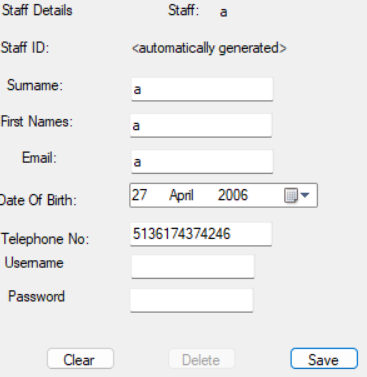 Staff Details Staff: a
Staff ID: <automatically generated>
Surname: a
First Names: a
Email: a
Date Of Birth: 27 April 2006
Telephone No: 5136174374246
Username
Password
Clear Delete Save